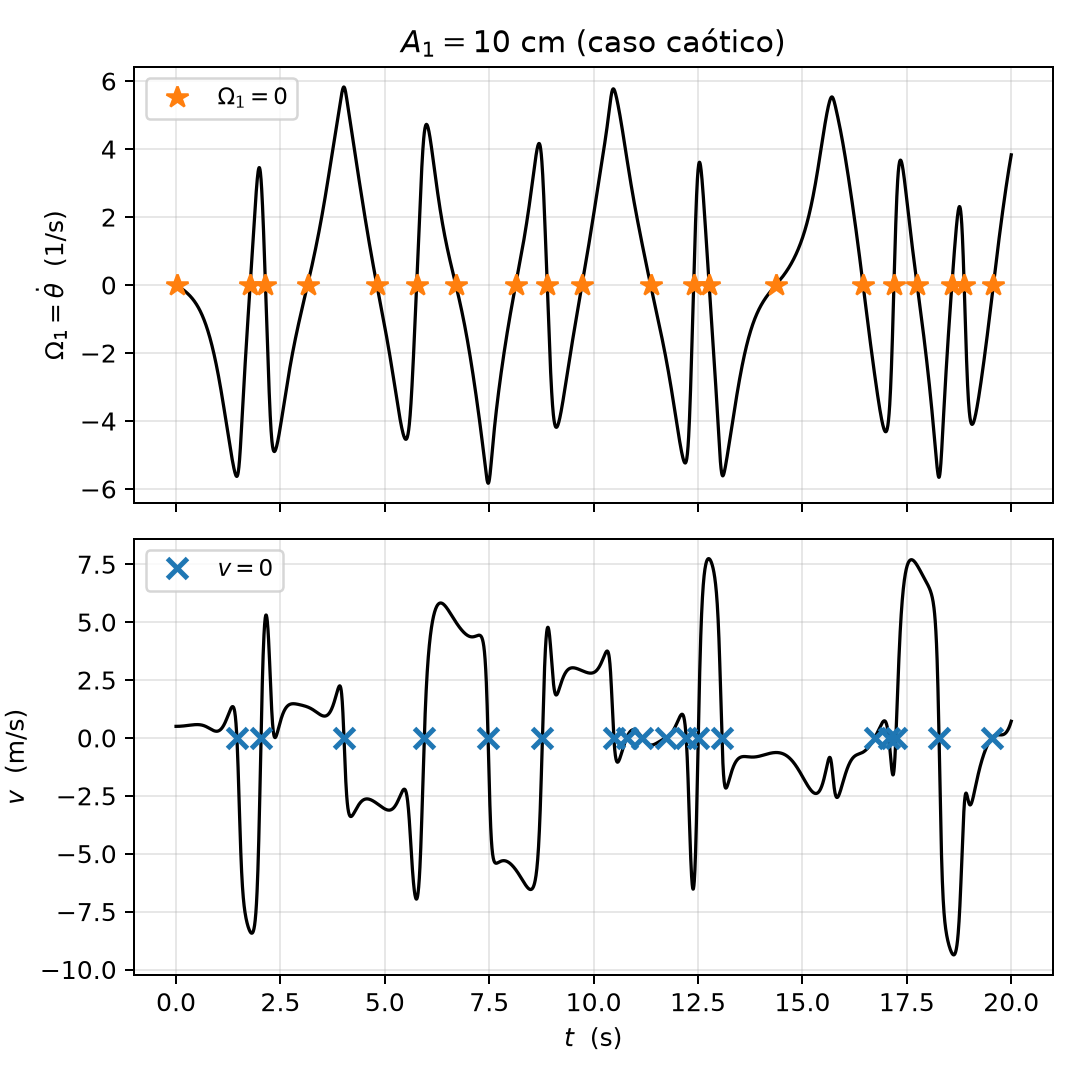 A₁ = 10 cm (caso caótico)
6
4
2
0
−2
−4
−6
Ω₁ = θ̇ (1/s)
Ω₁ = 0
7.5
5.0
2.5
0.0
−2.5
−5.0
−7.5
−10.0
v (m/s)
v = 0
0.0 2.5 5.0 7.5 10.0 12.5 15.0 17.5 20.0
t (s)